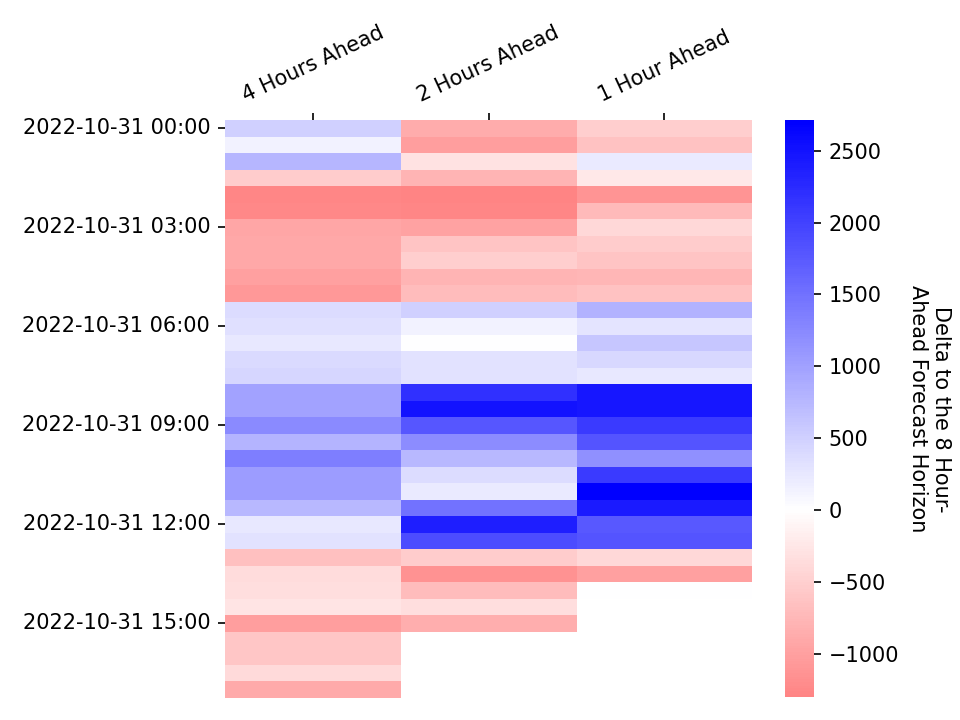 4 Hours Ahead
2 Hours Ahead
1 Hour Ahead
2022-10-31 00:00
2022-10-31 03:00
2022-10-31 06:00
2022-10-31 09:00
2022-10-31 12:00
2022-10-31 15:00
2500
2000
1500
1000
500
0
−500
−1000
Delta to the 8 Hour-
Ahead Forecast Horizon